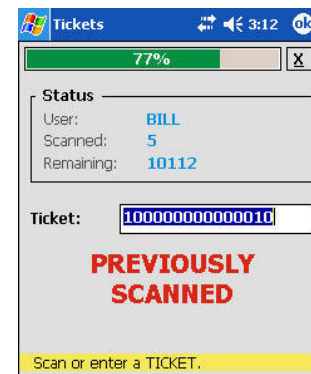 Tickets 3:12 ok
77% X
Status
User: BILL
Scanned: 5
Remaining: 10112
Ticket: 100000000000010
PREVIOUSLY
SCANNED
Scan or enter a TICKET.